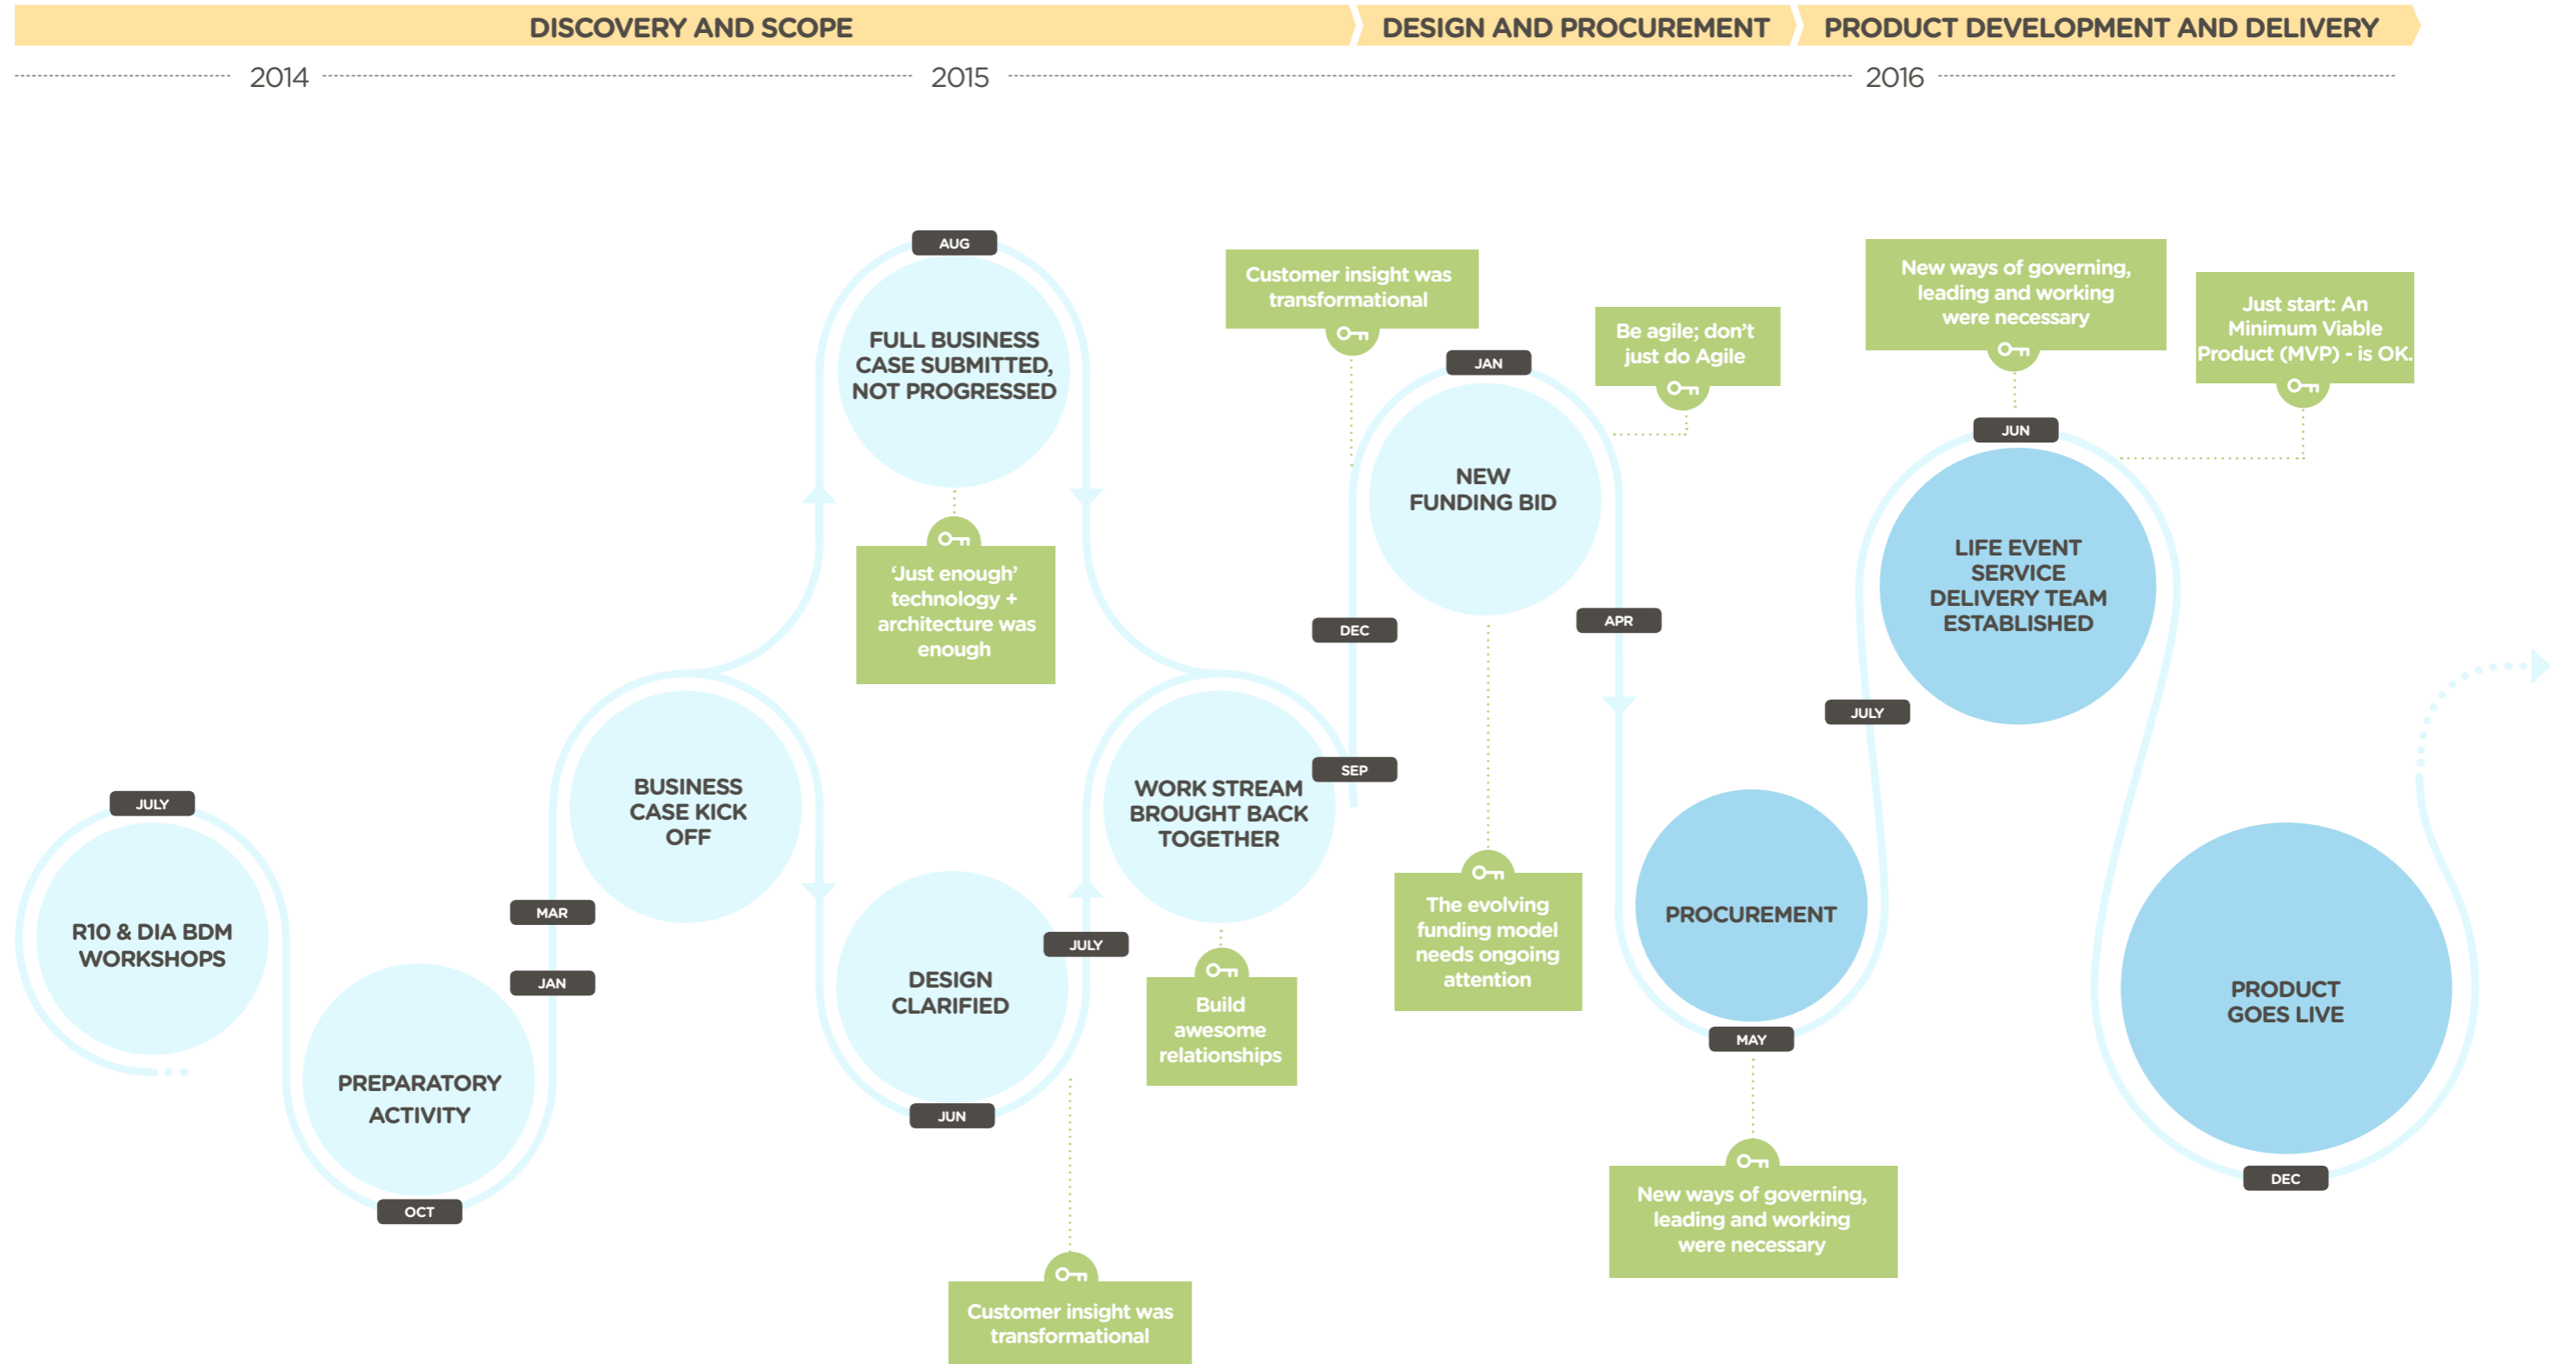 DISCOVERY AND SCOPE
DESIGN AND PROCUREMENT
PRODUCT DEVELOPMENT AND DELIVERY
2014
2015
2016
JULY
R10 & DIA BDM
WORKSHOPS
PREPARATORY
ACTIVITY
OCT
JAN
MAR
BUSINESS
CASE KICK
OFF
AUG
FULL BUSINESS
CASE SUBMITTED,
NOT PROGRESSED
‘Just enough’
technology +
architecture was
enough
DESIGN
CLARIFIED
JUN
JULY
Customer insight was
transformational
WORK STREAM
BROUGHT BACK
TOGETHER
Build
awesome
relationships
SEP
DEC
Customer insight was
transformational
JAN
NEW
FUNDING BID
The evolving
funding model
needs ongoing
attention
Be agile; don’t
just do Agile
APR
PROCUREMENT
MAY
New ways of governing,
leading and working
were necessary
JULY
New ways of governing,
leading and working
were necessary
JUN
LIFE EVENT
SERVICE
DELIVERY TEAM
ESTABLISHED
Just start: An
Minimum Viable
Product (MVP) - is OK.
PRODUCT
GOES LIVE
DEC